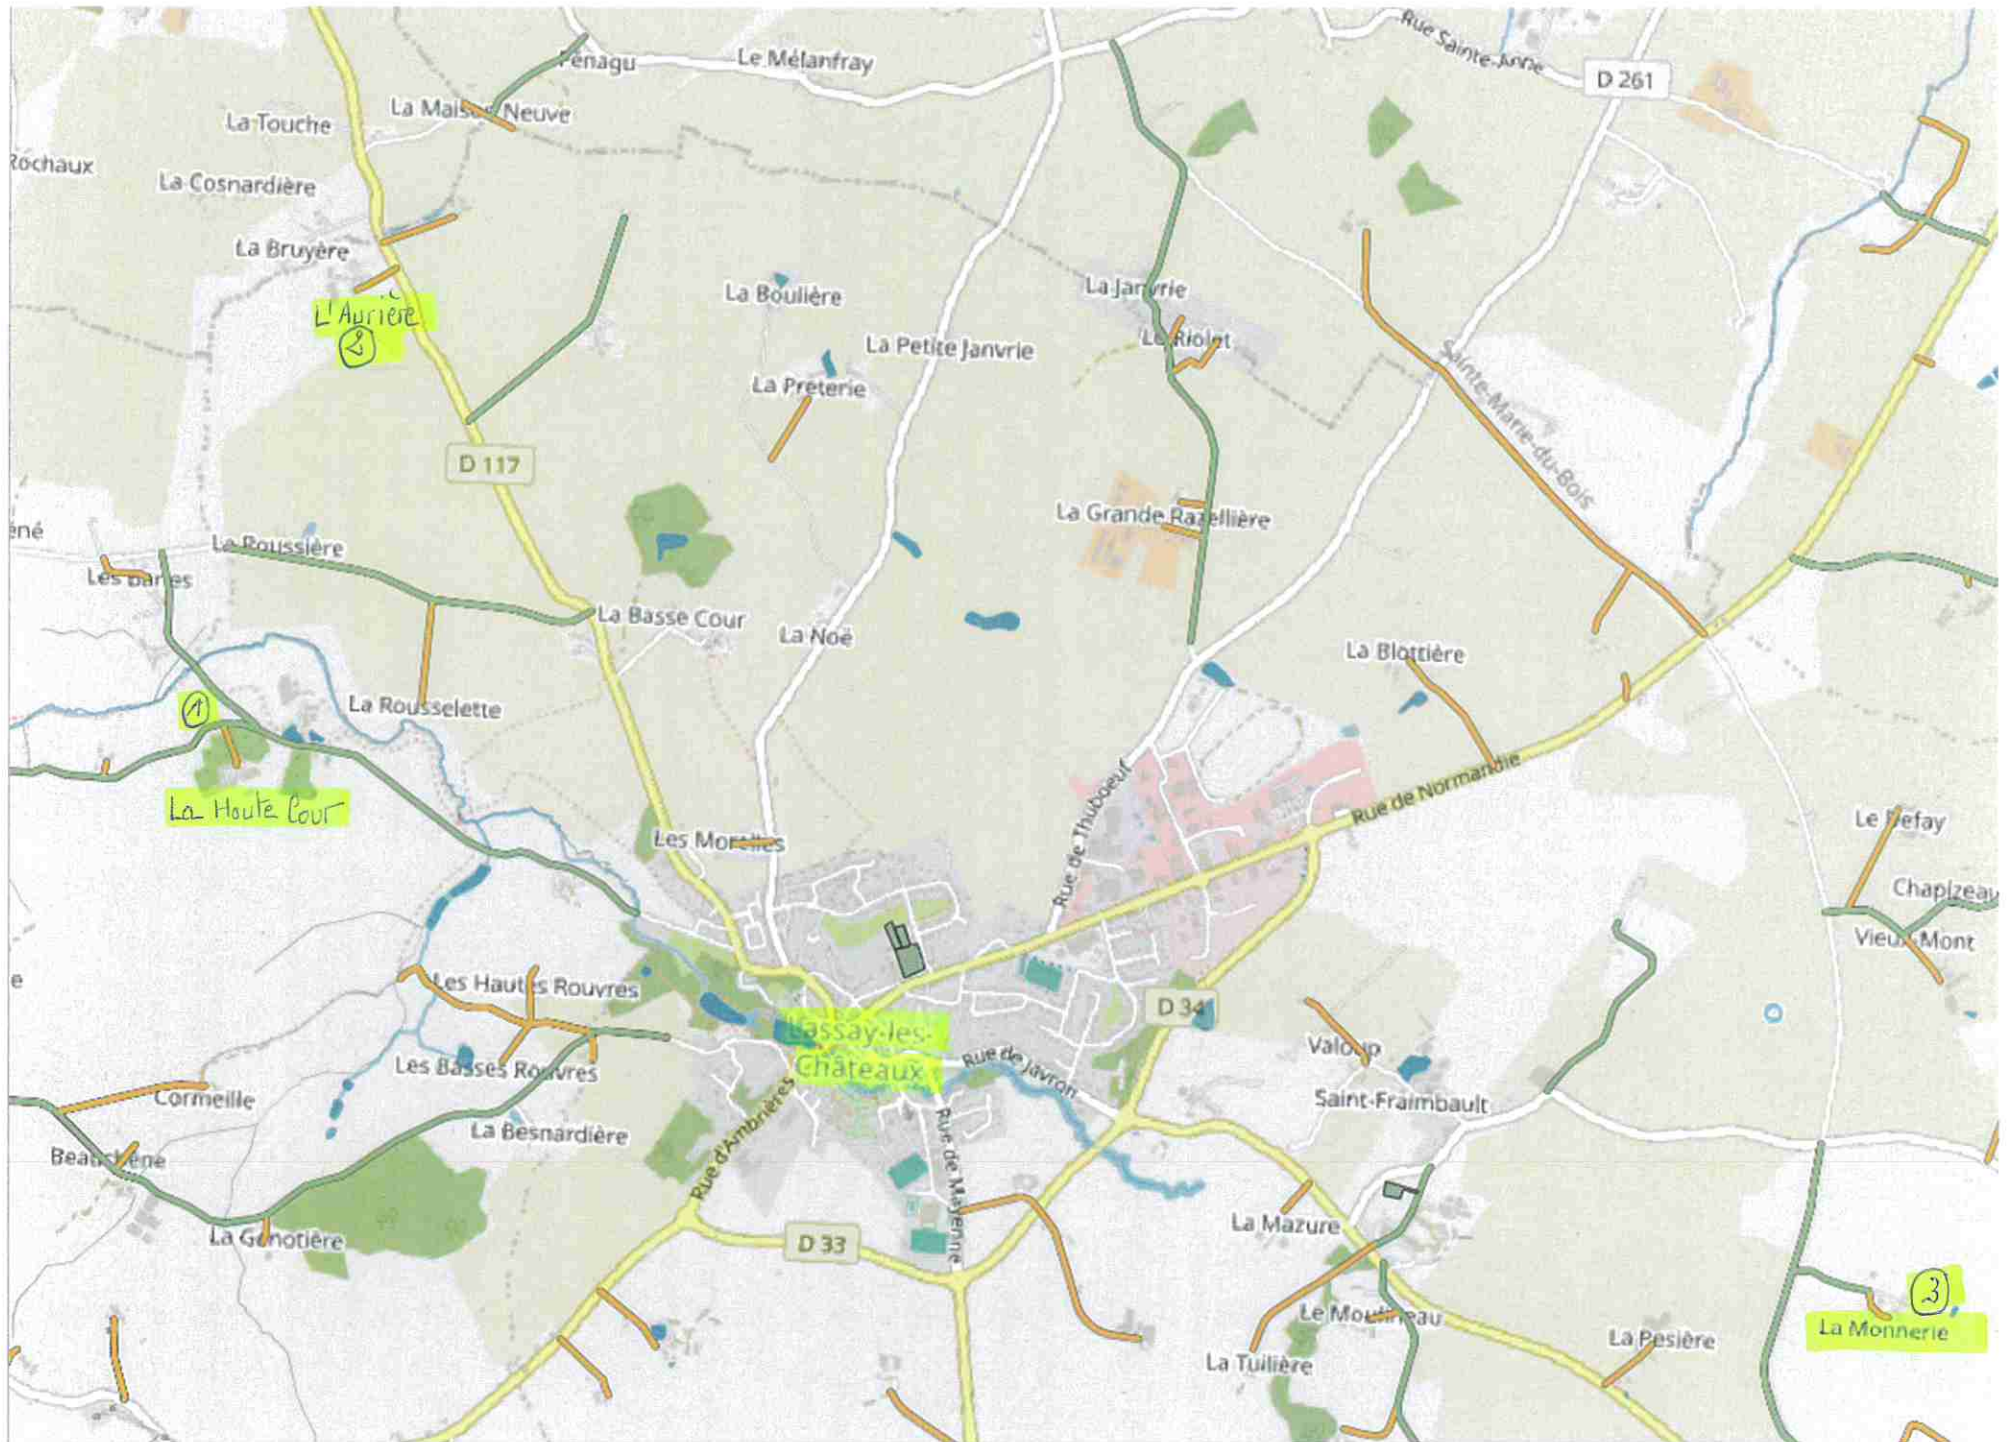 Rue Sainte-Anne
Fénagu
Le Mélanfray
D 261
La Maison Neuve
La Touche
Rochaux
La Cosnardière
La Bruyère
L'Aurière
2
La Boulière
La Janvrie
La Petite Janvrie
Le Riolet
Sainte-Marie-du-Bois
La Préterie
D 117
La Grande Razellière
éné
La Roussière
Les Barres
La Basse Cour
La Noë
La Blottière
1
La Rousselette
La Haute Cour
Rue de Thuboeuf
Rue de Normandie
Les Morelles
Le Défay
Chapizeau
Vieux Mont
e
Les Hautes Rouvres
D 34
Lassay-les-
Châteaux
Rue de Javron
Valoup
Les Basses Rouvres
Cormeille
Saint-Fraimbault
La Besnardière
Rue d'Ambrières
Rue de Mayenne
Beauchêne
La Mazure
La Genotière
D 33
3
Le Moulineau
La Monnerie
La Pesière
La Tuilière